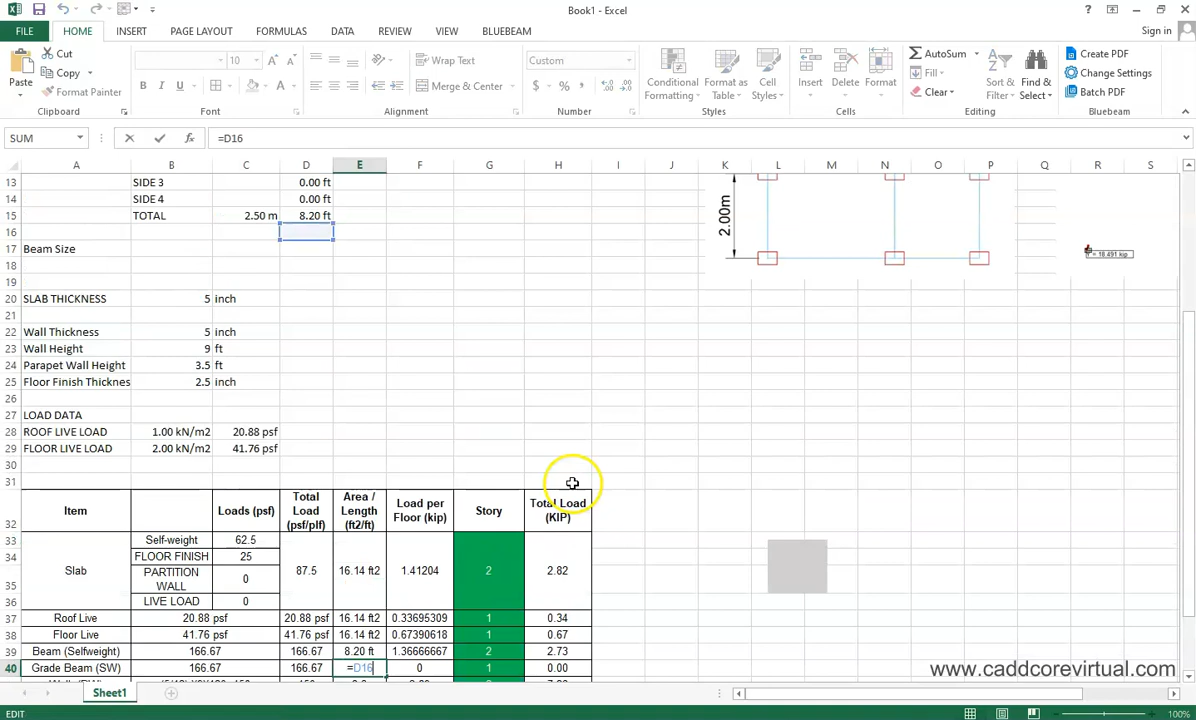 Book1 - Excel
Sign in
FILE HOME INSERT PAGE LAYOUT FORMULAS DATA REVIEW VIEW BLUEBEAM
Cut
Copy
Format Painter
Paste
Clipboard
10
Font
Wrap Text
Merge & Center
Alignment
Custom
Number
Conditional Formatting
Format as Table
Cell Styles
Styles
Insert Delete Format
Cells
AutoSum
Fill
Clear
Sort & Filter
Find & Select
Editing
Create PDF
Change Settings
Batch PDF
Bluebeam
SUM =D16
A B C D E F G H I J K L M N O P Q R S
13 SIDE 3 0.00 ft
14 SIDE 4 0.00 ft
15 TOTAL 2.50 m 8.20 ft
16
17 Beam Size
18
19
20 SLAB THICKNESS 5 inch
21
22 Wall Thickness 5 inch
23 Wall Height 9 ft
24 Parapet Wall Height 3.5 ft
25 Floor Finish Thicknes 2.5 inch
26
27 LOAD DATA
28 ROOF LIVE LOAD 1.00 kN/m2 20.88 psf
29 FLOOR LIVE LOAD 2.00 kN/m2 41.76 psf
30
31
32 Item Loads (psf) Total Load (psf/plf) Area / Length (ft2/ft) Load per Floor (kip) Story Total Load (KIP)
33 Self-weight 62.5
34 FLOOR FINISH 25
Slab 87.5 16.14 ft2 1.41204 2 2.82
35 PARTITION WALL 0
36 LIVE LOAD 0
37 Roof Live 20.88 psf 20.88 psf 16.14 ft2 0.33695309 1 0.34
38 Floor Live 41.76 psf 41.76 psf 16.14 ft2 0.67390618 1 0.67
39 Beam (Selfweight) 166.67 166.67 8.20 ft 1.36666667 2 2.73
40 Grade Beam (SW) 166.67 166.67 =D16 0 1 0.00
2.00m
= 18.491 kip
www.caddcorevirtual.com
Sheet1
EDIT
100%